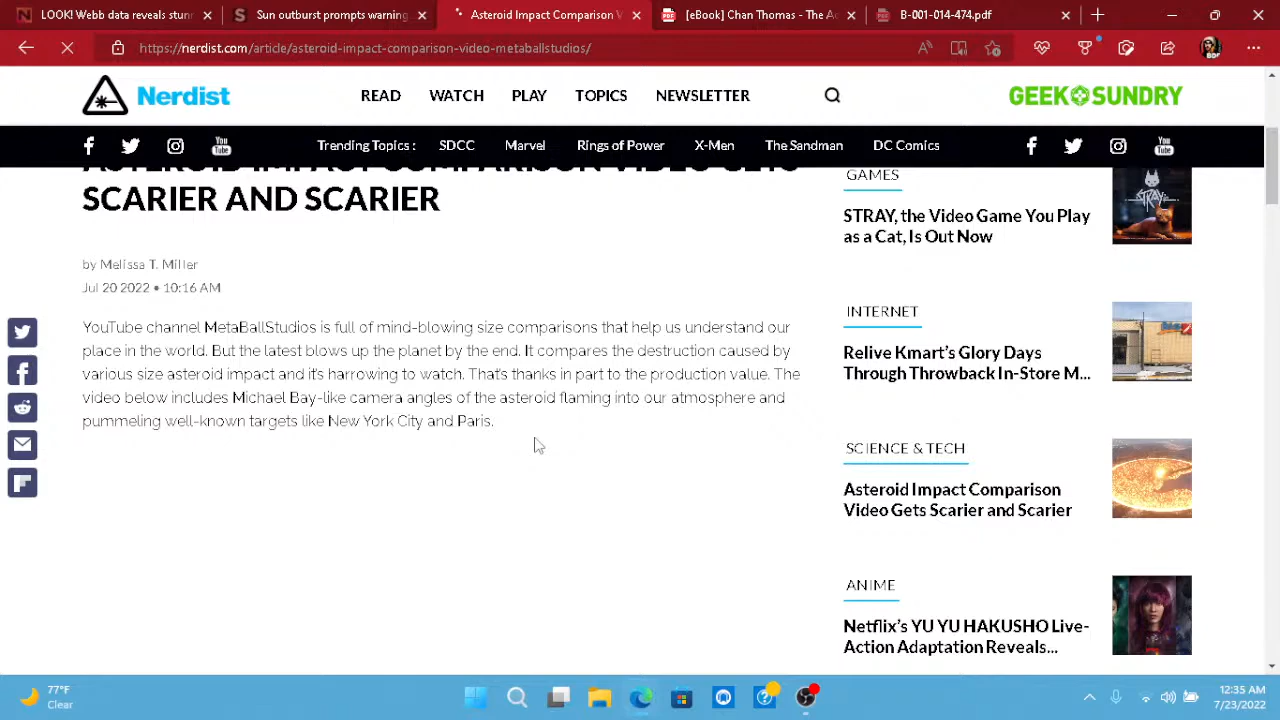 LOOK! Webb data reveals stunn
Sun outburst prompts warning
Asteroid Impact Comparison V
[eBook] Chan Thomas - The A
B-001-014-474.pdf
https://nerdist.com/article/asteroid-impact-comparison-video-metaballstudios/
Nerdist
READ WATCH PLAY TOPICS NEWSLETTER
GEEK SUNDRY
Trending Topics : SDCC Marvel Rings of Power X-Men The Sandman DC Comics
ASTEROID IMPACT COMPARISON VIDEO GETS
SCARIER AND SCARIER
by Melissa T. Miller
Jul 20 2022 • 10:16 AM
YouTube channel MetaBallStudios is full of mind-blowing size comparisons that help us understand our
place in the world. But the latest blows up the planet by the end. It compares the destruction caused by
various size asteroid impact and it's harrowing to watch. That's thanks in part to the production value. The
video below includes Michael Bay-like camera angles of the asteroid flaming into our atmosphere and
pummeling well-known targets like New York City and Paris.
GAMES
STRAY, the Video Game You Play
as a Cat, Is Out Now
STRAY
INTERNET
Relive Kmart's Glory Days
Through Throwback In-Store M...
SCIENCE & TECH
Asteroid Impact Comparison
Video Gets Scarier and Scarier
ANIME
Netflix's YU YU HAKUSHO Live-
Action Adaptation Reveals...
77°F
Clear
12:35 AM
7/23/2022